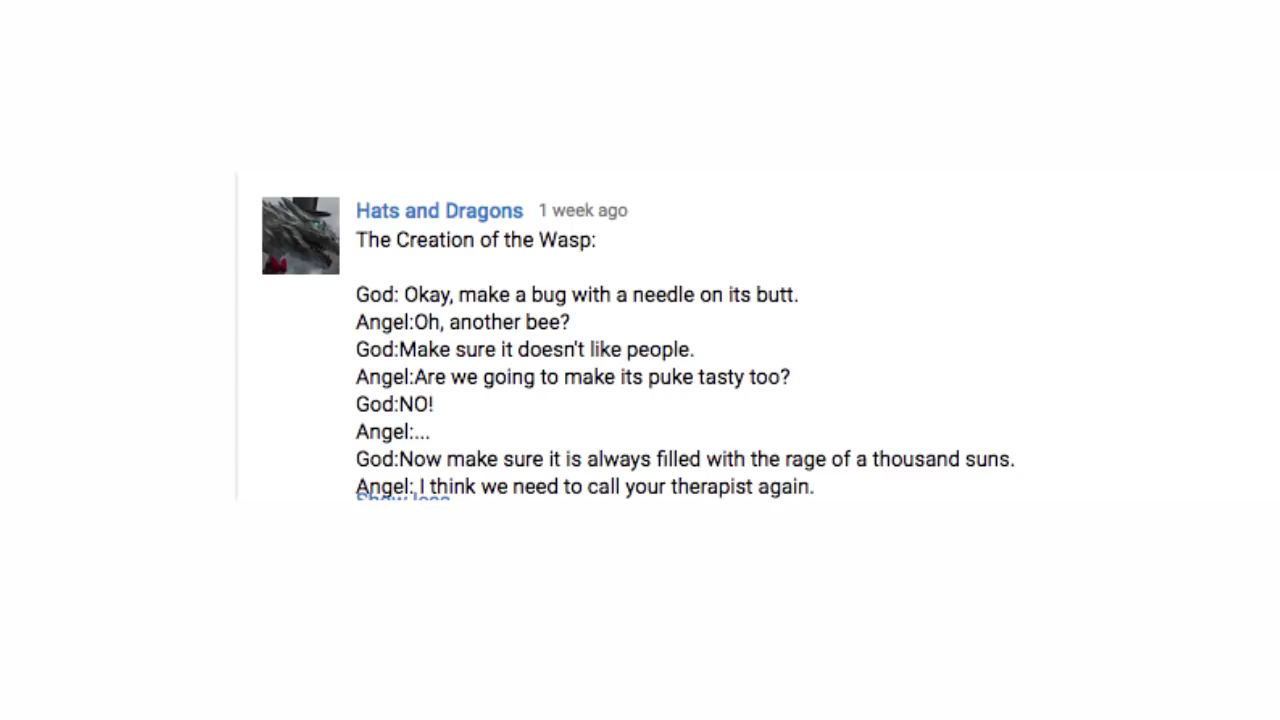 Hats and Dragons 1 week ago
The Creation of the Wasp:
God: Okay, make a bug with a needle on its butt.
Angel:Oh, another bee?
God:Make sure it doesn't like people.
Angel:Are we going to make its puke tasty too?
God:NO!
Angel:...
God:Now make sure it is always filled with the rage of a thousand suns.
Angel: I think we need to call your therapist again.
Show less